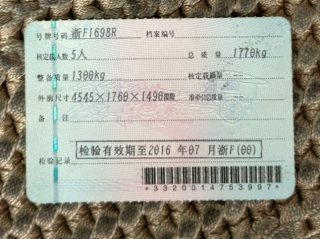 号牌号码 浙F1698R 档案编号
核定载人数 5人 总质量 1770kg
整备质量 1300kg 核定载质量 --
外廓尺寸 4545×1760×1490mm 准牵引总质量 --
备注
检验有效期至2016 年07 月浙F(00)
检验记录
*3320014753997*